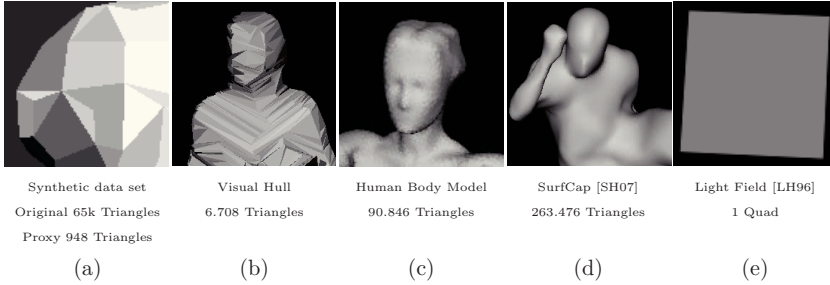 Synthetic data set
Original 65k Triangles
Proxy 948 Triangles
(a)
Visual Hull
6.708 Triangles
(b)
Human Body Model
90.846 Triangles
(c)
SurfCap [SH07]
263.476 Triangles
(d)
Light Field [LH96]
1 Quad
(e)